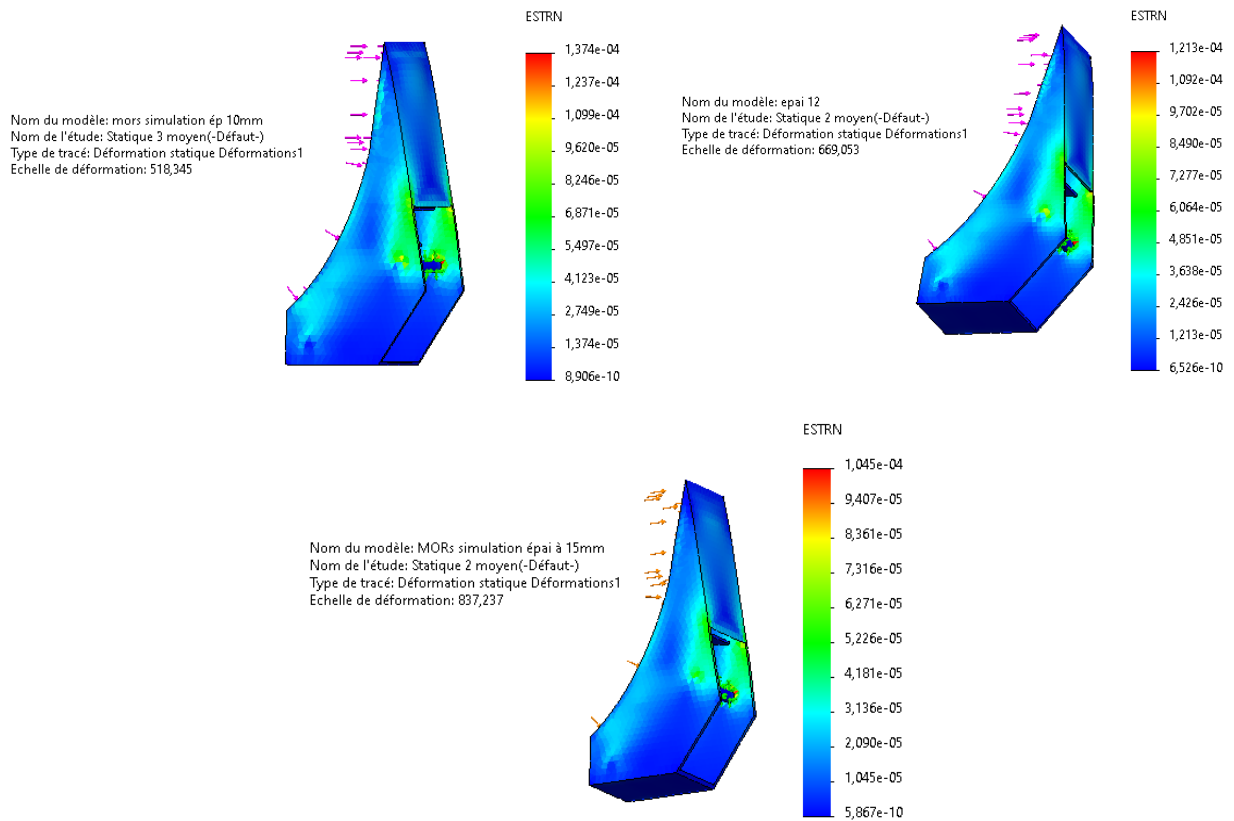 ESTRN
1,374e-04
1,237e-04
1,099e-04
9,620e-05
8,246e-05
6,871e-05
5,497e-05
4,123e-05
2,749e-05
1,374e-05
8,906e-10
Nom du modèle: mors simulation ép 10mm
Nom de l'étude: Statique 3 moyen(-Défaut-)
Type de tracé: Déformation statique Déformations1
Echelle de déformation: 518,345
ESTRN
1,213e-04
1,092e-04
9,702e-05
8,490e-05
7,277e-05
6,064e-05
4,851e-05
3,638e-05
2,426e-05
1,213e-05
6,526e-10
Nom du modèle: epai 12
Nom de l'étude: Statique 2 moyen(-Défaut-)
Type de tracé: Déformation statique Déformations1
Echelle de déformation: 669,053
ESTRN
1,045e-04
9,407e-05
8,361e-05
7,316e-05
6,271e-05
5,226e-05
4,181e-05
3,136e-05
2,090e-05
1,045e-05
5,867e-10
Nom du modèle: MORs simulation épai à 15mm
Nom de l'étude: Statique 2 moyen(-Défaut-)
Type de tracé: Déformation statique Déformations1
Echelle de déformation: 837,237